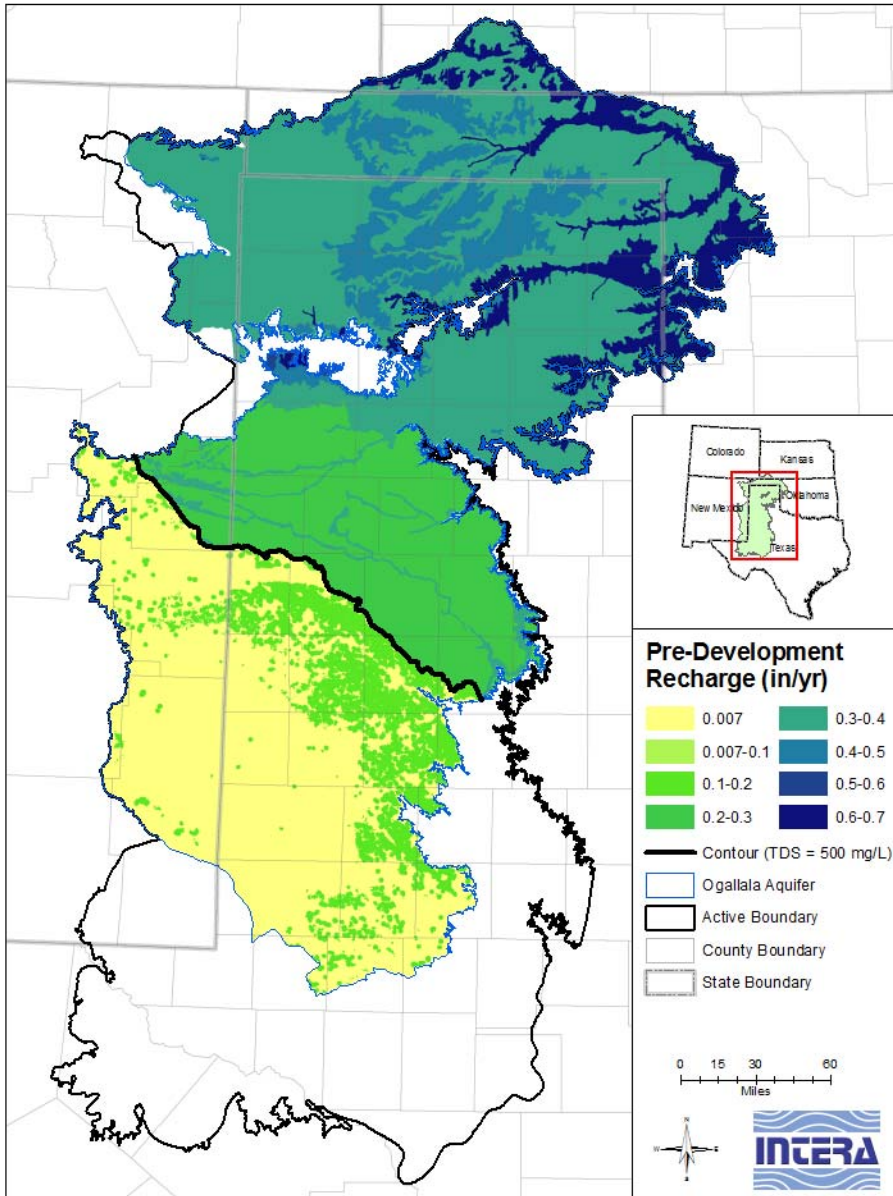 Colorado
Kansas
New Mexico
Oklahoma
Texas
Pre-Development
Recharge (in/yr)
0.007 0.3-0.4
0.007-0.1 0.4-0.5
0.1-0.2 0.5-0.6
0.2-0.3 0.6-0.7
Contour (TDS = 500 mg/L)
Ogallala Aquifer
Active Boundary
County Boundary
State Boundary
0 15 30 60
Miles
N
W E
S
INTERA